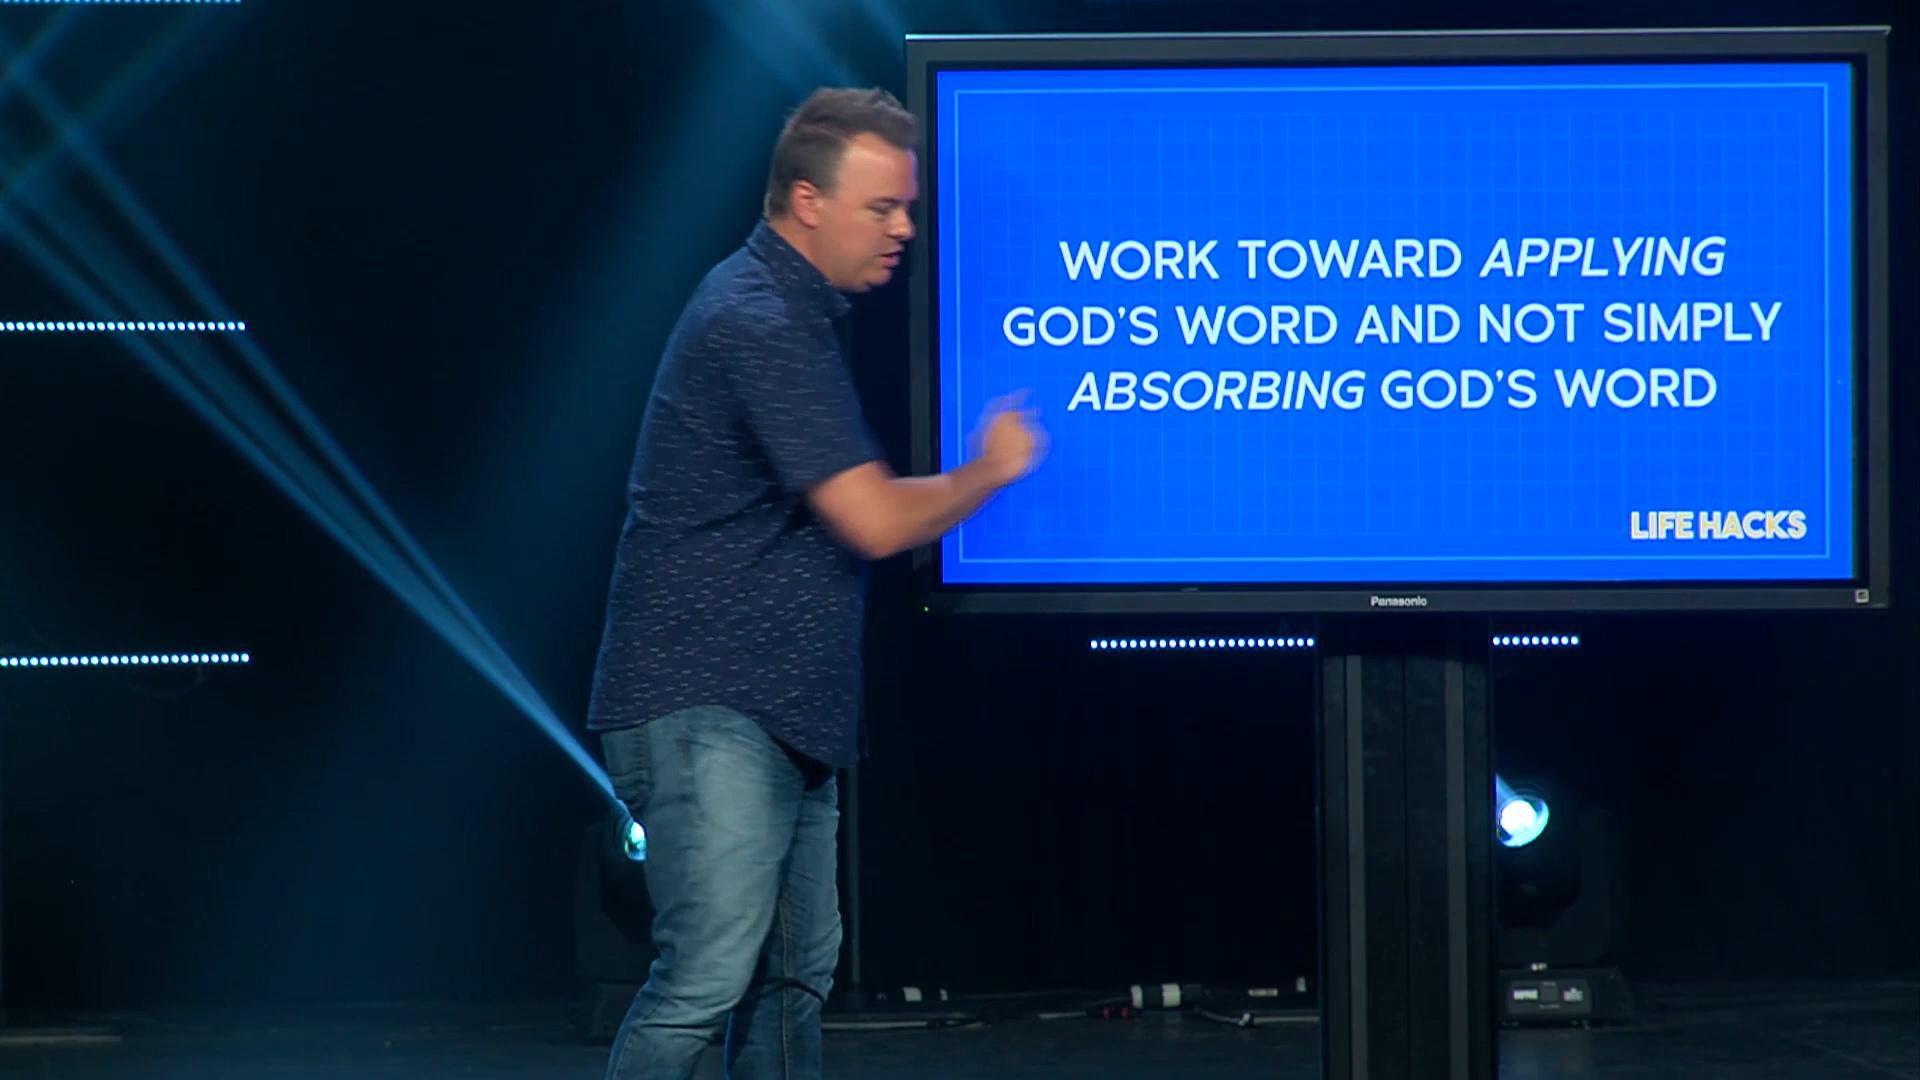 WORK TOWARD APPLYING
GOD'S WORD AND NOT SIMPLY
ABSORBING GOD'S WORD
LIFE HACKS
Panasonic